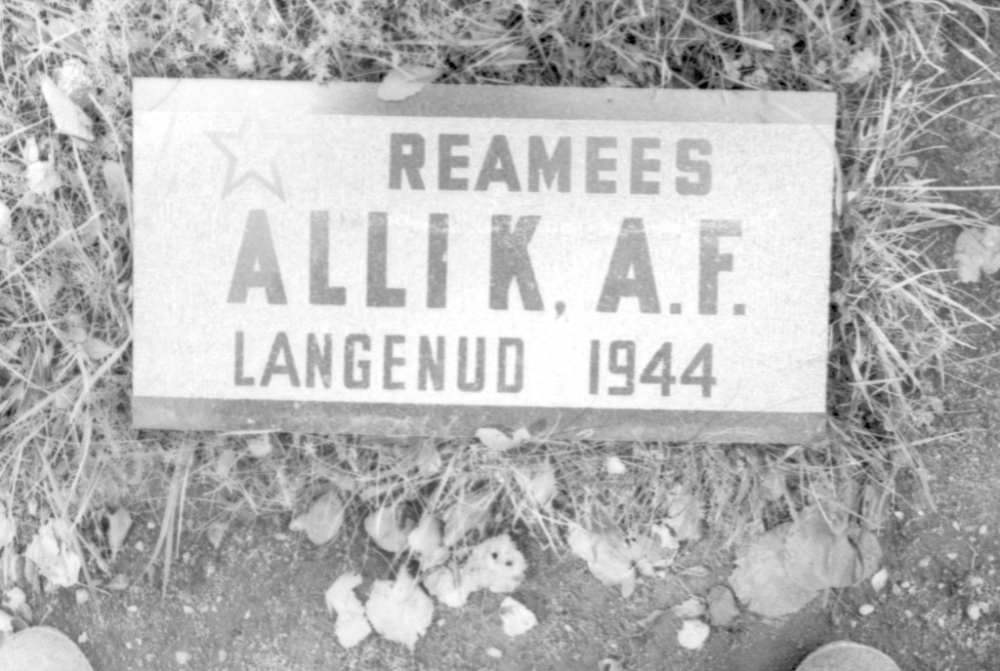 REAMEES
ALLIK, A.F.
LANGENUD 1944